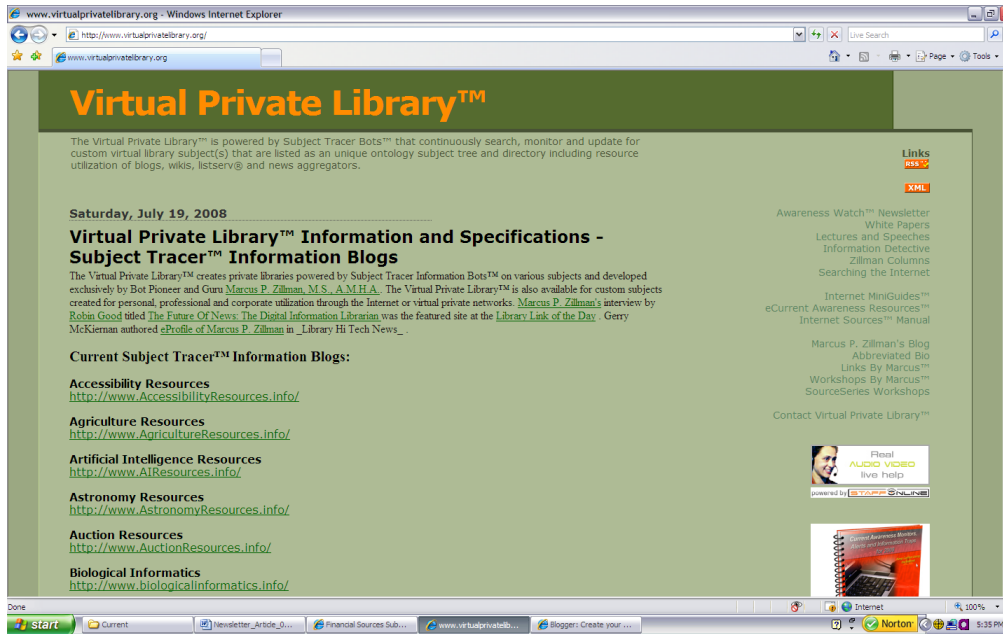 www.virtualprivatelibrary.org - Windows Internet Explorer
http://www.virtualprivatelibrary.org/
Live Search
www.virtualprivatelibrary.org
Page
Tools
Virtual Private Library™
The Virtual Private Library™ is powered by Subject Tracer Bots™ that continuously search, monitor and update for
custom virtual library subject(s) that are listed as an unique ontology subject tree and directory including resource
utilization of blogs, wikis, listserv® and news aggregators.
Saturday, July 19, 2008
Virtual Private Library™ Information and Specifications -
Subject Tracer™ Information Blogs
The Virtual Private Library™ creates private libraries powered by Subject Tracer Information Bots™ on various subjects and developed
exclusively by Bot Pioneer and Guru Marcus P. Zillman, M.S., A.M.H.A.. The Virtual Private Library™ is also available for custom subjects
created for personal, professional and corporate utilization through the Internet or virtual private networks. Marcus P. Zillman's interview by
Robin Good titled The Future Of News: The Digital Information Librarian was the featured site at the Library Link of the Day . Gerry
McKiernan authored eProfile of Marcus P. Zillman in _Library Hi Tech News_ .
Current Subject Tracer™ Information Blogs:
Accessibility Resources
http://www.AccessibilityResources.info/
Agriculture Resources
http://www.AgricultureResources.info/
Artificial Intelligence Resources
http://www.AIResources.info/
Astronomy Resources
http://www.AstronomyResources.info/
Auction Resources
http://www.AuctionResources.info/
Biological Informatics
http://www.biologicalinformatics.info/
Links
RSS
XML
Awareness Watch™ Newsletter
White Papers
Lectures and Speeches
Information Detective
Zillman Columns
Searching the Internet
Internet MiniGuides™
eCurrent Awareness Resources™
Internet Sources™ Manual
Marcus P. Zillman's Blog
Abbreviated Bio
Links By Marcus™
Workshops By Marcus™
SourceSeries Workshops
Contact Virtual Private Library™
Real
AUDIO VIDEO
live help
powered by STAFF ONLINE
Current Awareness Monitors,
Alerts and Information Traps
Done
Internet
100%
start
Current
Newsletter_Article_0...
Financial Sources Sub...
www.virtualprivatelib...
Blogger: Create your ...
Norton
5:35 PM